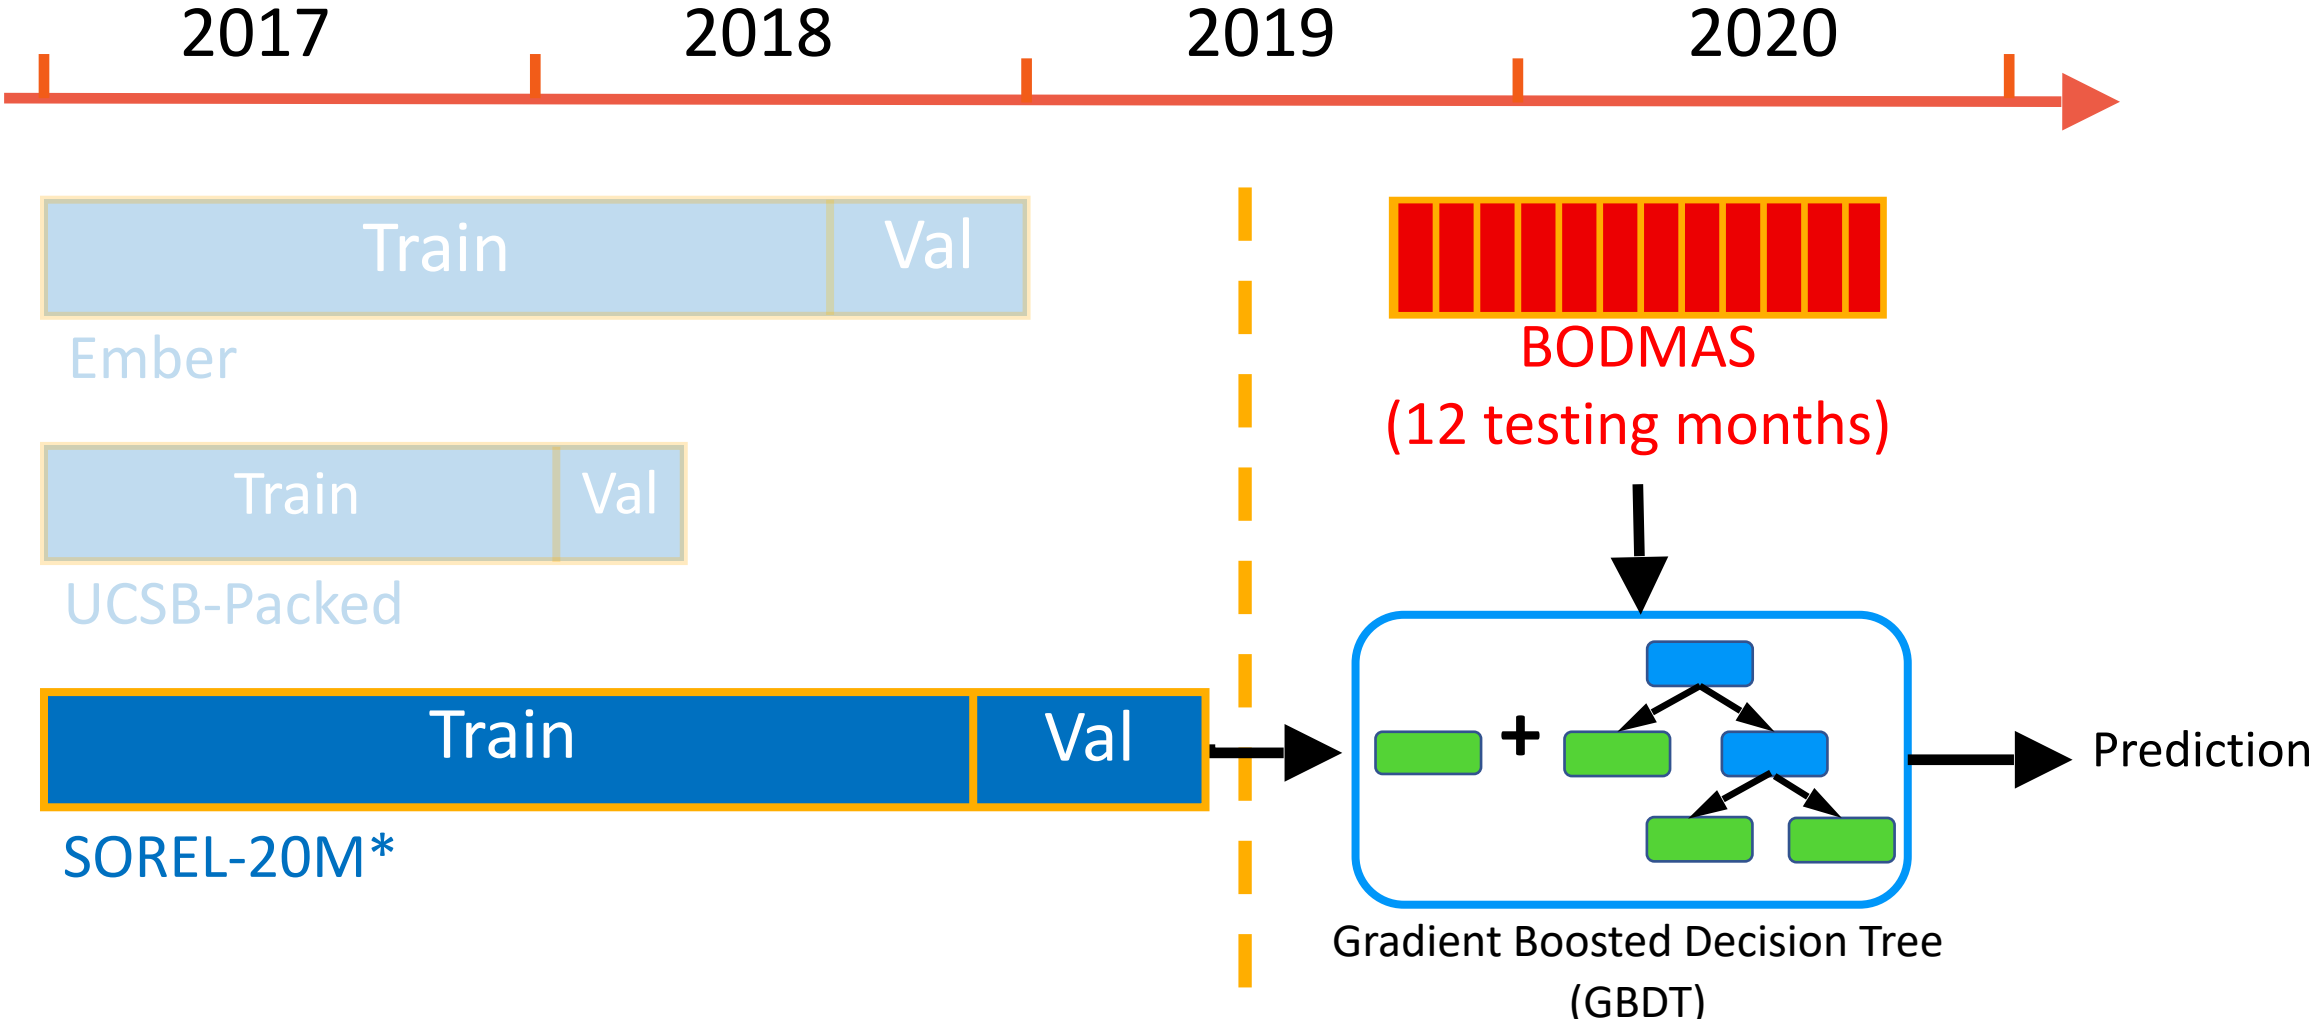 2017 2018 2019 2020
Train Val
Ember
BODMAS
(12 testing months)
Train Val
UCSB-Packed
Train Val
SOREL-20M*
+
Prediction
Gradient Boosted Decision Tree
(GBDT)